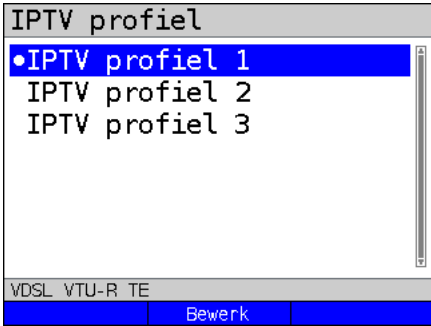 IPTV profiel
IPTV profiel 1
IPTV profiel 2
IPTV profiel 3
VDSL VTU-R TE
Bewerk